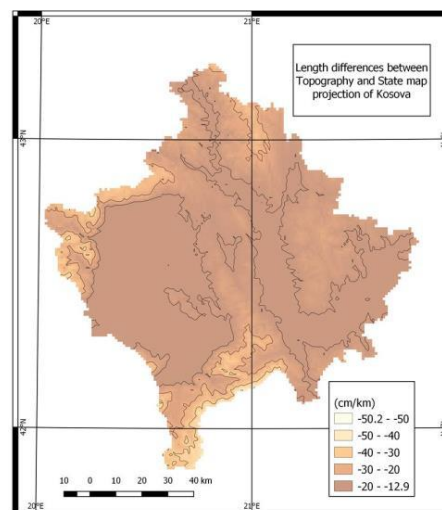 20°E
21°E
Length differences between
Topography and State map
projection of Kosova
43°N
42°N
42°N
(cm/km)
-50.2 - -50
-50 - -40
-40 - -30
-30 - -20
-20 - -12.9
10 0 10 20 30 40 km
20°E
21°E